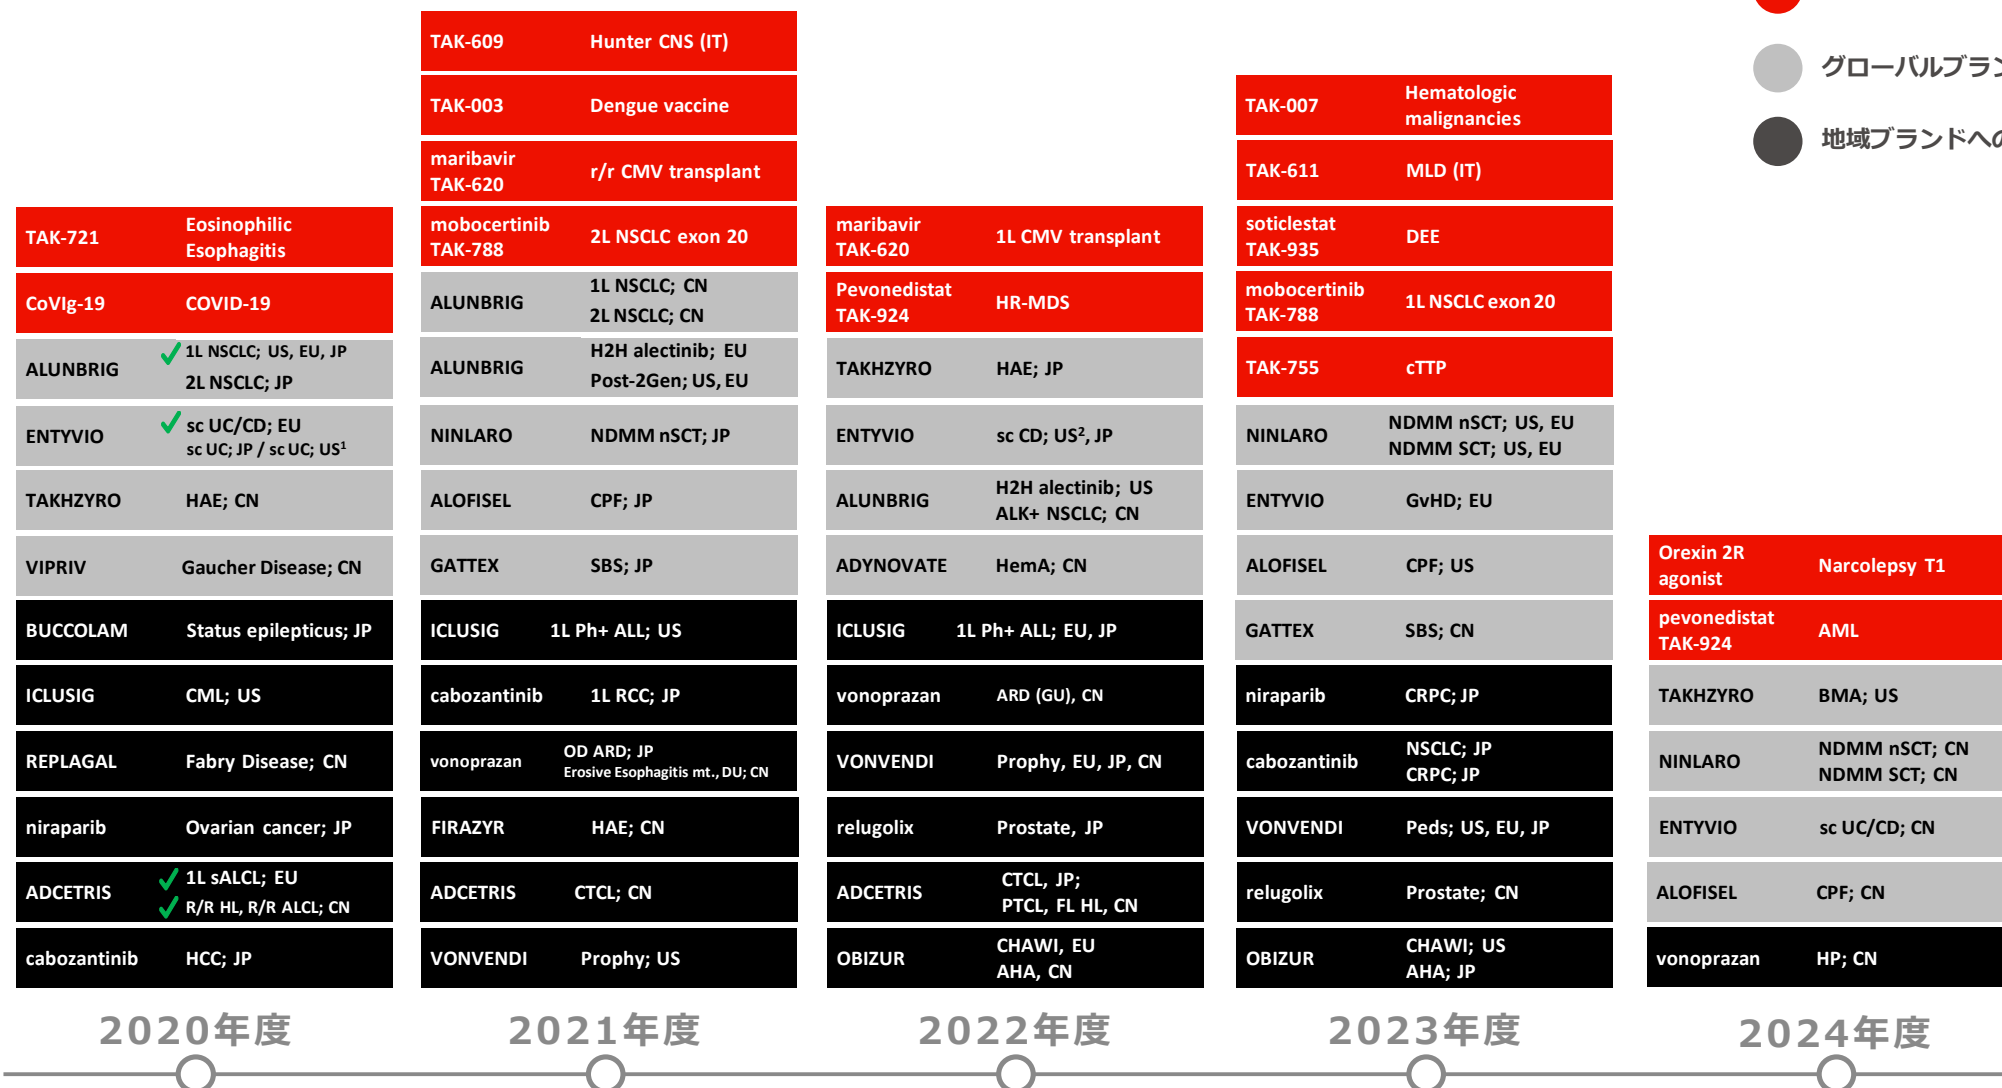 グローバルブラン
地域ブランドへの
TAK-721 Eosinophilic
Esophagitis
CoVIg-19 COVID-19
ALUNBRIG 1L NSCLC; US, EU, JP
2L NSCLC; JP
ENTYVIO sc UC/CD; EU
sc UC; JP / sc UC; US¹
TAKHZYRO HAE; CN
VIPRIV Gaucher Disease; CN
BUCCOLAM Status epilepticus; JP
ICLUSIG CML; US
REPLAGAL Fabry Disease; CN
niraparib Ovarian cancer; JP
ADCETRIS 1L sALCL; EU
R/R HL, R/R ALCL; CN
cabozantinib HCC; JP
2020年度
TAK-609 Hunter CNS (IT)
TAK-003 Dengue vaccine
maribavir
TAK-620 r/r CMV transplant
mobocertinib
TAK-788 2L NSCLC exon 20
ALUNBRIG 1L NSCLC; CN
2L NSCLC; CN
ALUNBRIG H2H alectinib; EU
Post-2Gen; US, EU
NINLARO NDMM nSCT; JP
ALOFISEL CPF; JP
GATTEX SBS; JP
ICLUSIG 1L Ph+ ALL; US
cabozantinib 1L RCC; JP
vonoprazan OD ARD; JP
Erosive Esophagitis mt., DU; CN
FIRAZYR HAE; CN
ADCETRIS CTCL; CN
VONVENDI Prophy; US
2021年度
maribavir
TAK-620 1L CMV transplant
Pevonedistat
TAK-924 HR-MDS
TAKHZYRO HAE; JP
ENTYVIO sc CD; US², JP
ALUNBRIG H2H alectinib; US
ALK+ NSCLC; CN
ADYNOVATE HemA; CN
ICLUSIG 1L Ph+ ALL; EU, JP
vonoprazan ARD (GU), CN
VONVENDI Prophy, EU, JP, CN
relugolix Prostate, JP
ADCETRIS CTCL, JP;
PTCL, FL HL, CN
OBIZUR CHAWI, EU
AHA, CN
2022年度
TAK-007 Hematologic
malignancies
TAK-611 MLD (IT)
soticlestat
TAK-935 DEE
mobocertinib
TAK-788 1L NSCLC exon 20
TAK-755 cTTP
NINLARO NDMM nSCT; US, EU
NDMM SCT; US, EU
ENTYVIO GvHD; EU
ALOFISEL CPF; US
GATTEX SBS; CN
niraparib CRPC; JP
cabozantinib NSCLC; JP
CRPC; JP
VONVENDI Peds; US, EU, JP
relugolix Prostate; CN
OBIZUR CHAWI; US
AHA; JP
2023年度
Orexin 2R
agonist Narcolepsy T1
pevonedistat
TAK-924 AML
TAKHZYRO BMA; US
NINLARO NDMM nSCT; CN
NDMM SCT; CN
ENTYVIO sc UC/CD; CN
ALOFISEL CPF; CN
vonoprazan HP; CN
2024年度